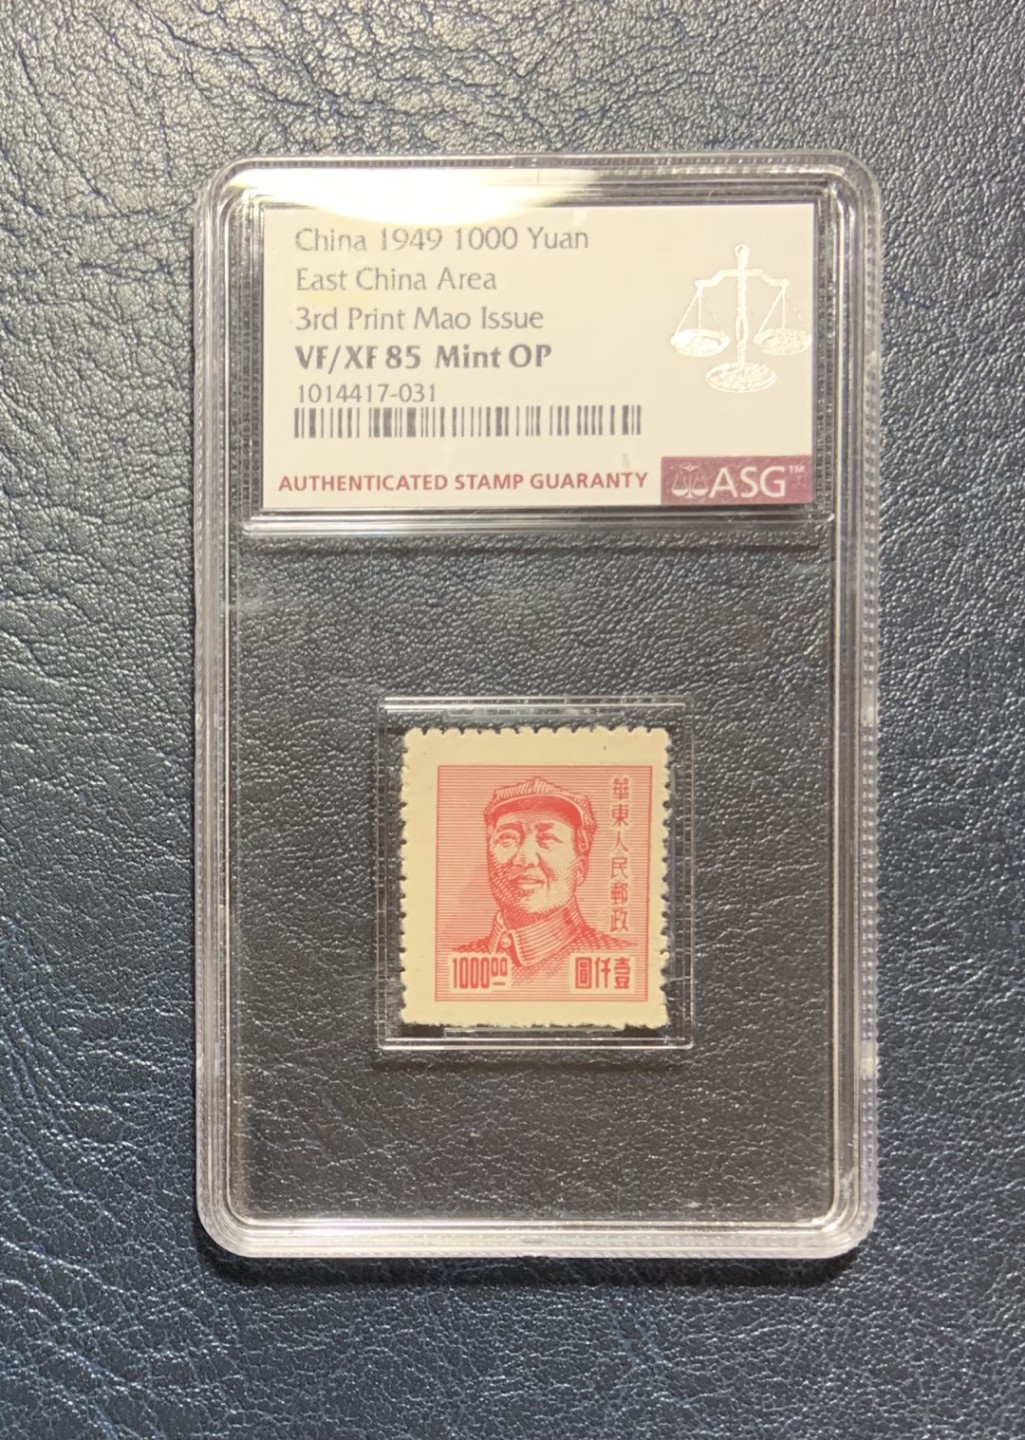 China 1949 1000 Yuan
East China Area
3rd Print Mao Issue
VF/XF 85 Mint OP
1014417-031
AUTHENTICATED STAMP GUARANTY
ASG™
華東人民郵政
1000.00
圓仟壹